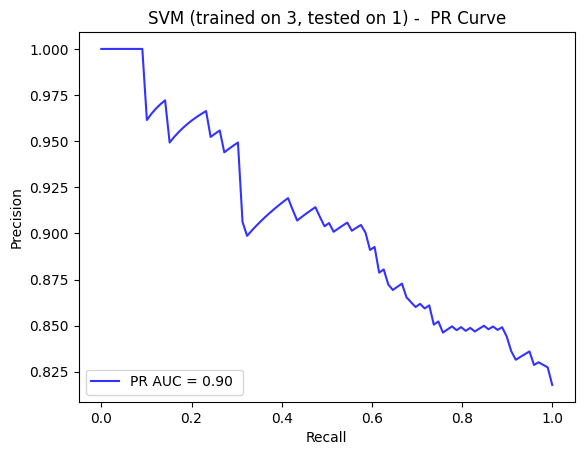 SVM (trained on 3, tested on 1) -  PR Curve
1.000
0.975
0.950
0.925
0.900
0.875
0.850
0.825
Precision
PR AUC = 0.90
0.0 0.2 0.4 0.6 0.8 1.0
Recall